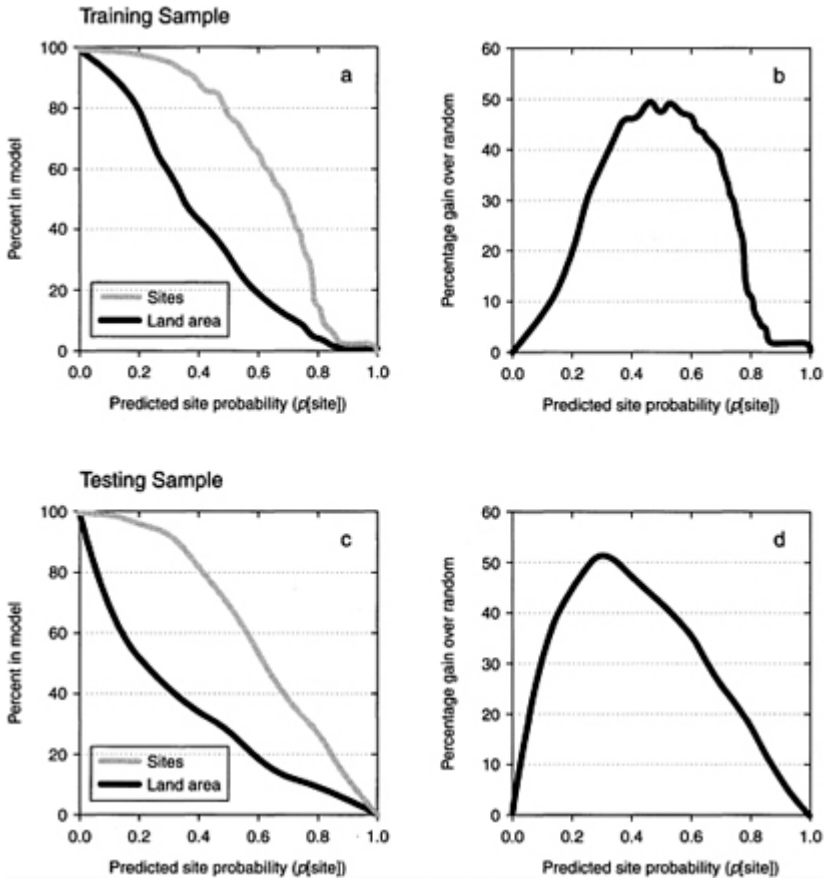 Training Sample
a
Percent in model
100
80
60
40
20
0
Sites
Land area
0.0 0.2 0.4 0.6 0.8 1.0
Predicted site probability (p[site])
b
Percentage gain over random
60
50
40
30
20
10
0
0.0 0.2 0.4 0.6 0.8 1.0
Predicted site probability (p[site])
Testing Sample
c
Percent in model
100
80
60
40
20
0
Sites
Land area
0.0 0.2 0.4 0.6 0.8 1.0
Predicted site probability (p[site])
d
Percentage gain over random
60
50
40
30
20
10
0
0.0 0.2 0.4 0.6 0.8 1.0
Predicted site probability (p[site])